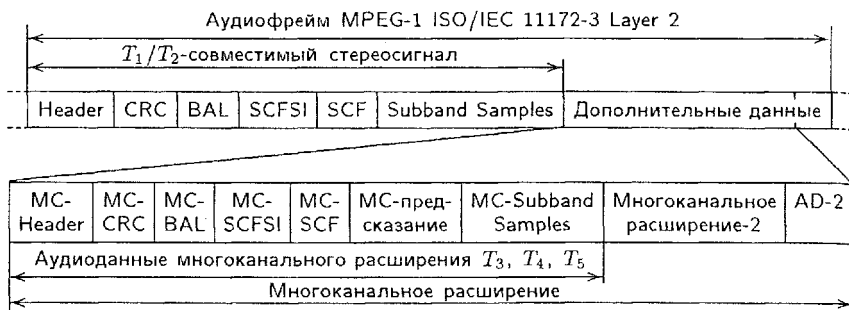 Аудиофрейм MPEG-1 ISO/IEC 11172-3 Layer 2
T₁/T₂-совместимый стереосигнал
Header CRC BAL SCFSI SCF Subband Samples Дополнительные данные
MC- MC- MC- MC- MC- MC-пред- MC-Subband Многоканальное AD-2
Header CRC BAL SCFSI SCF сказание Samples расширение-2
Аудиоданные многоканального расширения T₃, T₄, T₅
Многоканальное расширение